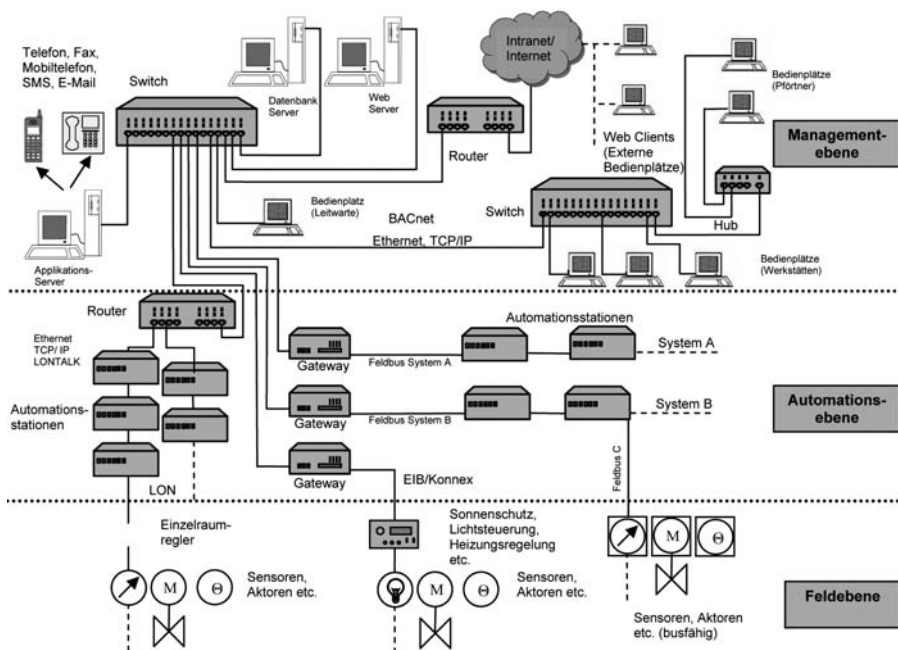 Telefon, Fax,
Mobiltelefon,
SMS, E-Mail
Switch
Datenbank
Server
Web
Server
Intranet/
Internet
Router
Web Clients
(Externe
Bedienplätze)
Bedienplätze
(Pförtner)
Management-
ebene
Applikations-
Server
Bedienplatz
(Leitwarte)
BACnet
Ethernet, TCP/IP
Switch
Hub
Bedienplätze
(Werkstätten)
Router
Ethernet
TCP/ IP
LONTALK
Automations-
stationen
LON
Gateway
Feldbus System A
Automationsstationen
System A
Gateway
Feldbus System B
System B
Gateway
EIB/Konnex
Feldbus C
Automations-
ebene
Einzelraum-
regler
M
Θ
Sensoren,
Aktoren etc.
Sonnenschutz,
Lichtsteuerung,
Heizungsregelung
etc.
M
Θ
Sensoren,
Aktoren etc.
M
Θ
Sensoren, Aktoren
etc. (busfähig)
Feldebene